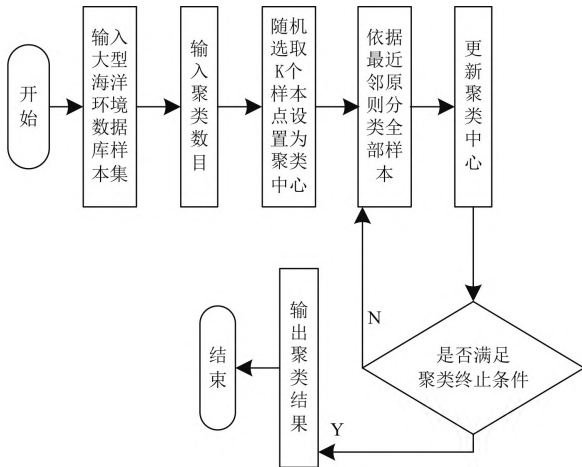 开始
输入
大型
海洋
环境
数据
库样
本集
输入聚类数目
随机
选取
K个
样本
点设
置为
聚类
中心
依据
最近
邻原
则分
类全
部样
本
更新聚类中心
是否满足
聚类终止条件
N
Y
输出聚类结果
结束